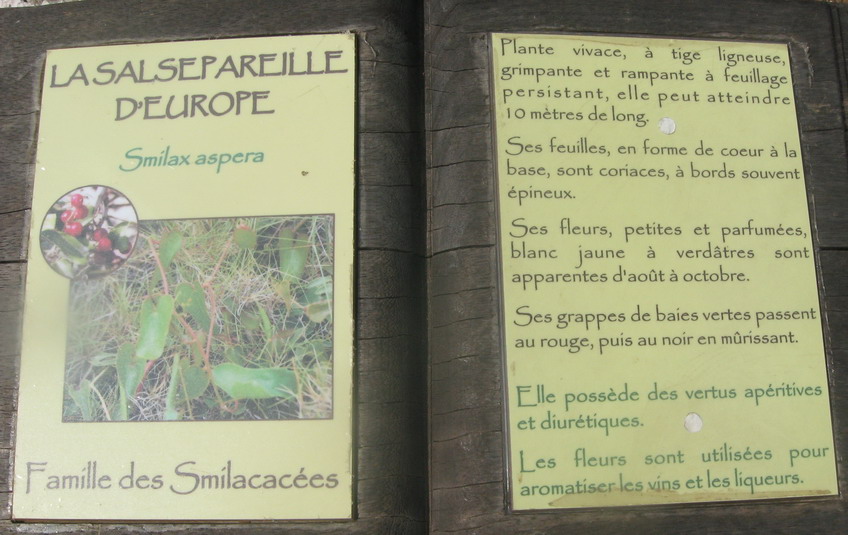 LA SALSEPAREILLE
D'EUROPE
Smilax aspera
Famille des Smilacacées
Plante vivace, à tige ligneuse,
grimpante et rampante à feuillage
persistant, elle peut atteindre
10 mètres de long.
Ses feuilles, en forme de coeur à la
base, sont coriaces, à bords souvent
épineux.
Ses fleurs, petites et parfumées,
blanc jaune à verdâtres sont
apparentes d'août à octobre.
Ses grappes de baies vertes passent
au rouge, puis au noir en mûrissant.
Elle possède des vertus apéritives
et diurétiques.
Les fleurs sont utilisées pour
aromatiser les vins et les liqueurs.